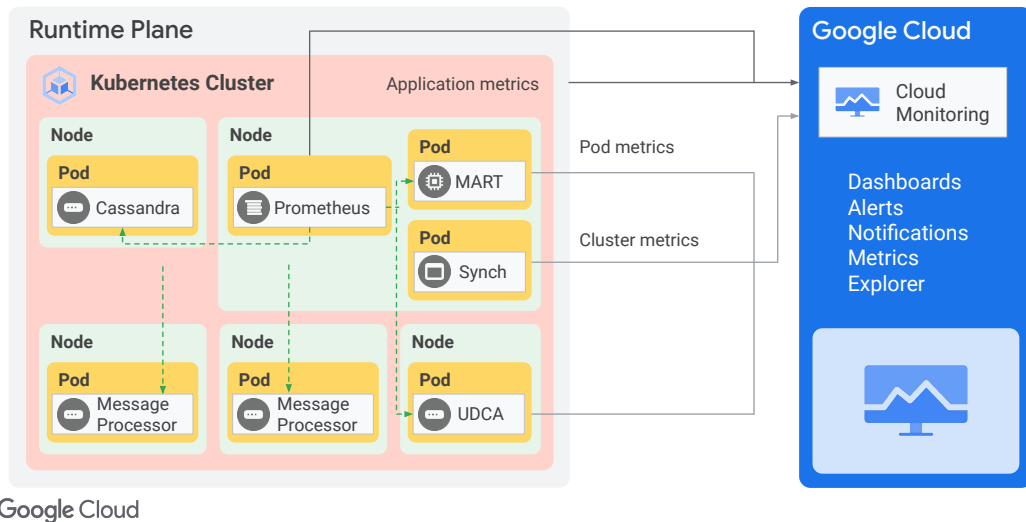 Runtime Plane
Google Cloud
Kubernetes Cluster
Application metrics
Cloud
Monitoring
Node
Pod
Cassandra
Node
Pod
Prometheus
Pod
MART
Pod
Synch
Pod metrics
Cluster metrics
Dashboards
Alerts
Notifications
Metrics
Explorer
Node
Pod
Message
Processor
Node
Pod
Message
Processor
Node
Pod
UDCA
Google Cloud